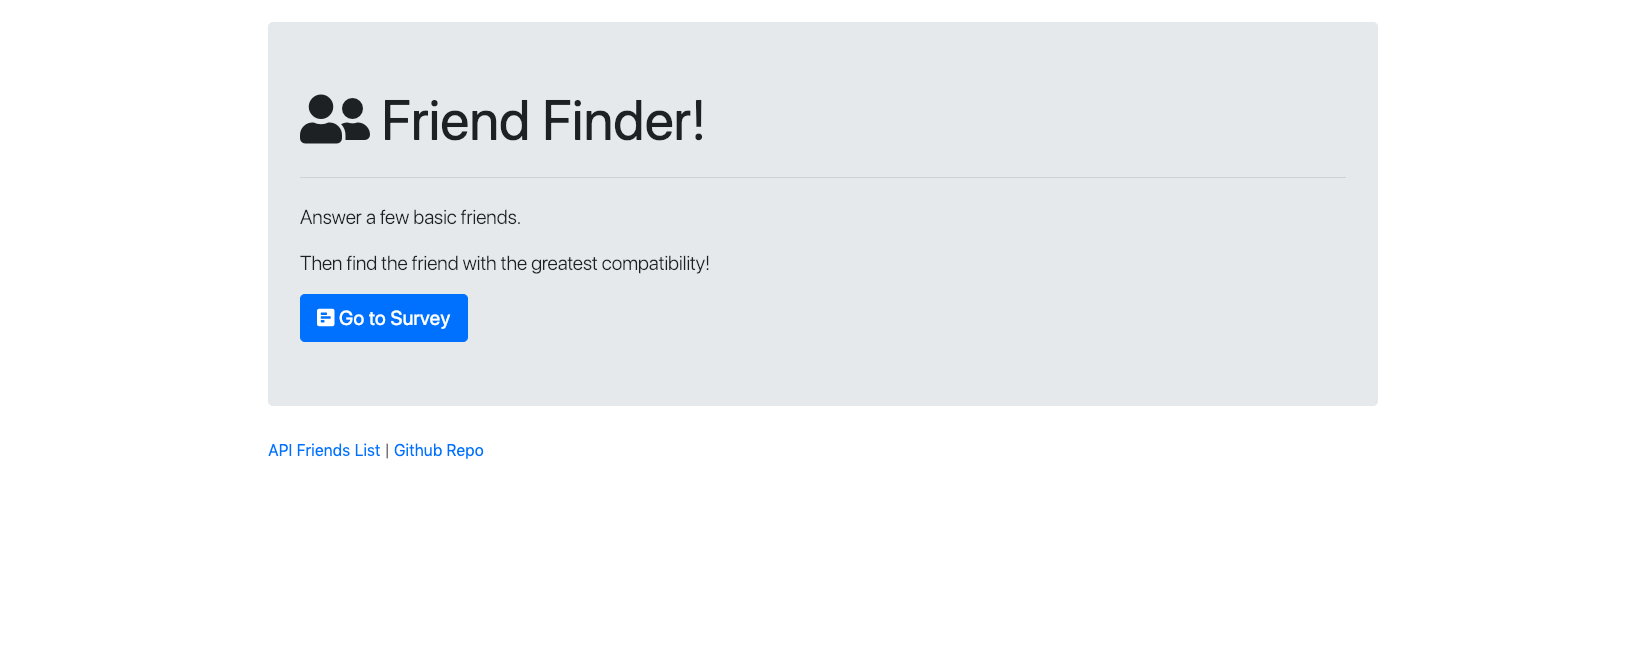 Friend Finder!
Answer a few basic friends.
Then find the friend with the greatest compatibility!
Go to Survey
API Friends List | Github Repo